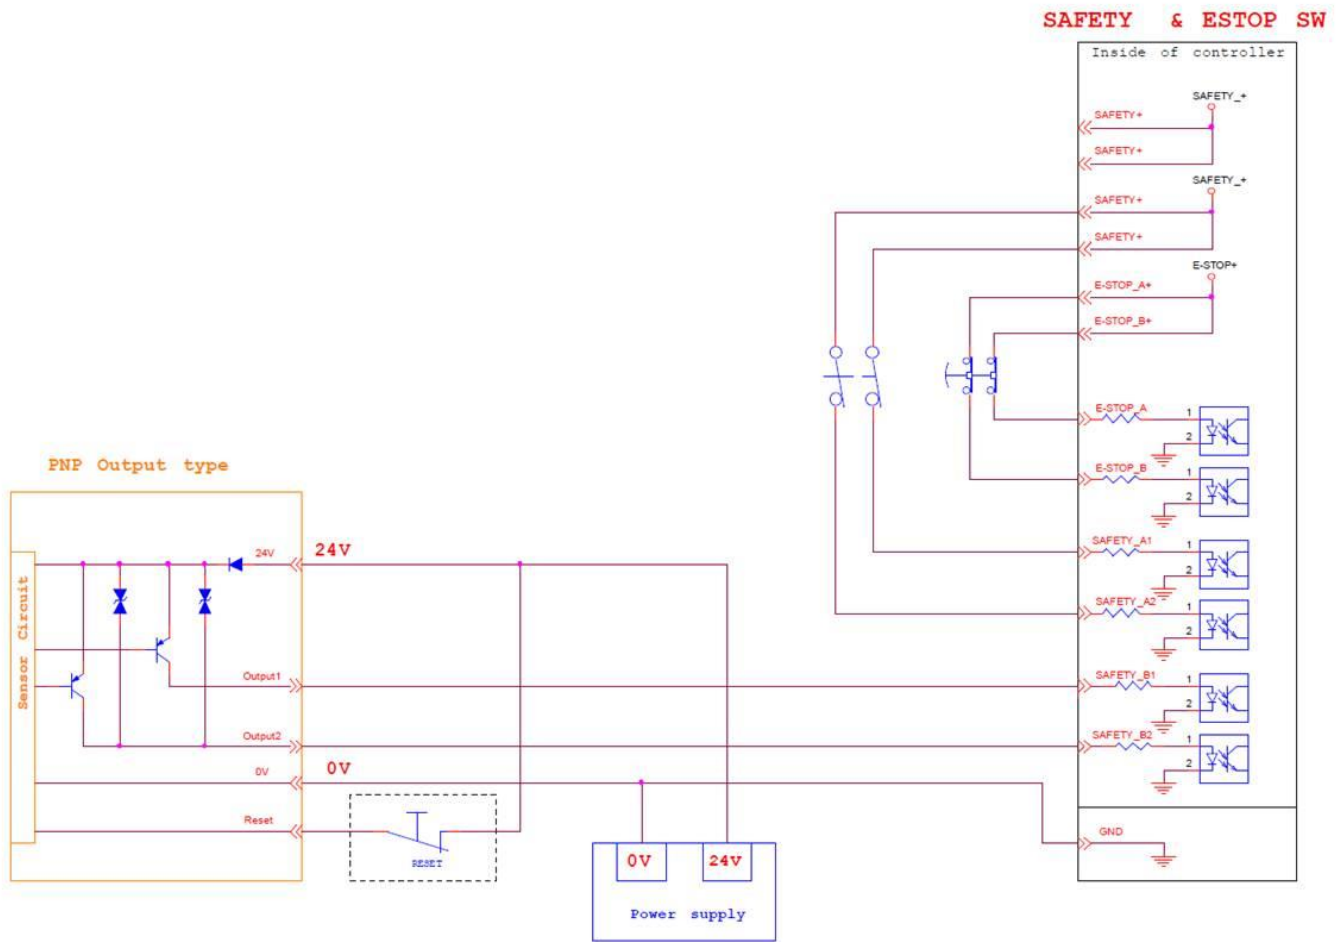 SAFETY & ESTOP SW
Inside of controller
SAFETY_+
SAFETY+
SAFETY+
SAFETY_+
SAFETY+
SAFETY+
E-STOP+
E-STOP_A+
E-STOP_B+
E-STOP_A
1
2
E-STOP_B
1
2
SAFETY_A1
1
2
SAFETY_A2
1
2
SAFETY_B1
1
2
SAFETY_B2
1
2
GND
PNP Output type
Sensor Circuit
24V
24V
Output1
Output2
0V
0V
Reset
RESET
0V
24V
Power supply